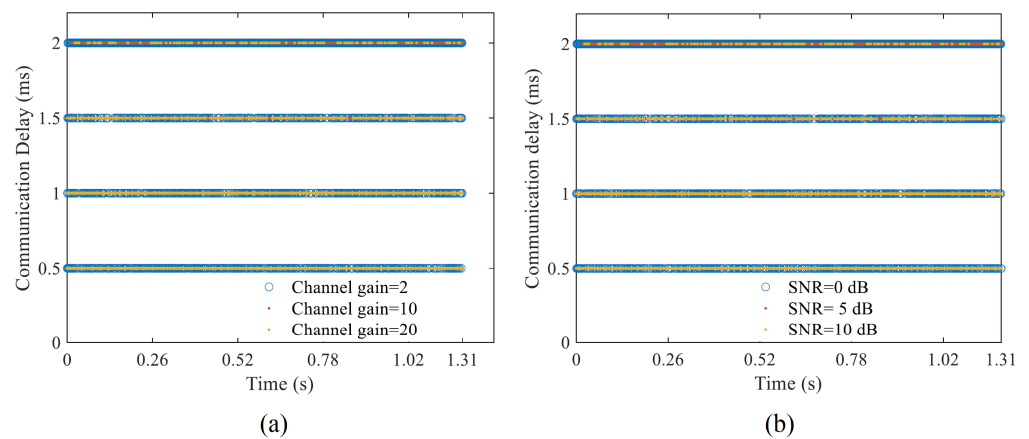 Communication Delay (ms)
2
1.5
1
0.5
0
Channel gain=2
Channel gain=10
Channel gain=20
0 0.26 0.52 0.78 1.02 1.31
Time (s)
(a)
Communication delay (ms)
2
1.5
1
0.5
0
SNR=0 dB
SNR= 5 dB
SNR=10 dB
0 0.26 0.52 0.78 1.02 1.31
Time (s)
(b)